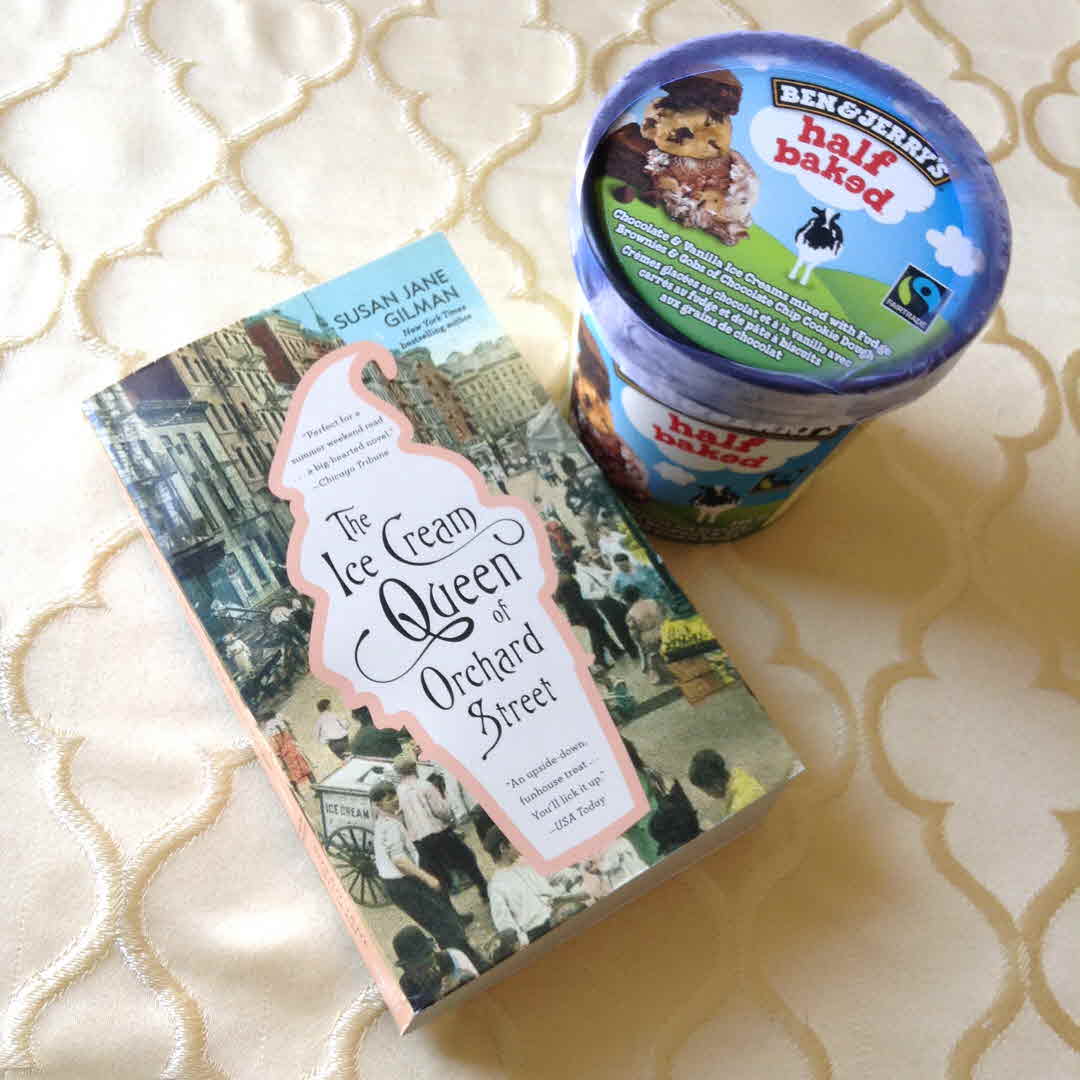 SUSAN JANE
GILMAN
New York Times
bestselling author
"Perfect for a
summer weekend read
. . . a big-hearted novel."
—Chicago Tribune
The
Ice Cream
Queen
of
Orchard
Street
"An upside-down,
funhouse treat . . .
You'll lick it up."
—USA Today
ICE CREAM
BEN & JERRY'S
half
baked
Chocolate & Vanilla Ice Creams mixed with Fudge
Brownies & Gobs of Chocolate Chip Cookie Dough
Crèmes glacées au chocolat et à la vanille avec
carrés au fudge et de pâte à biscuits
aux grains de chocolat
FAIRTRADE
half
baked